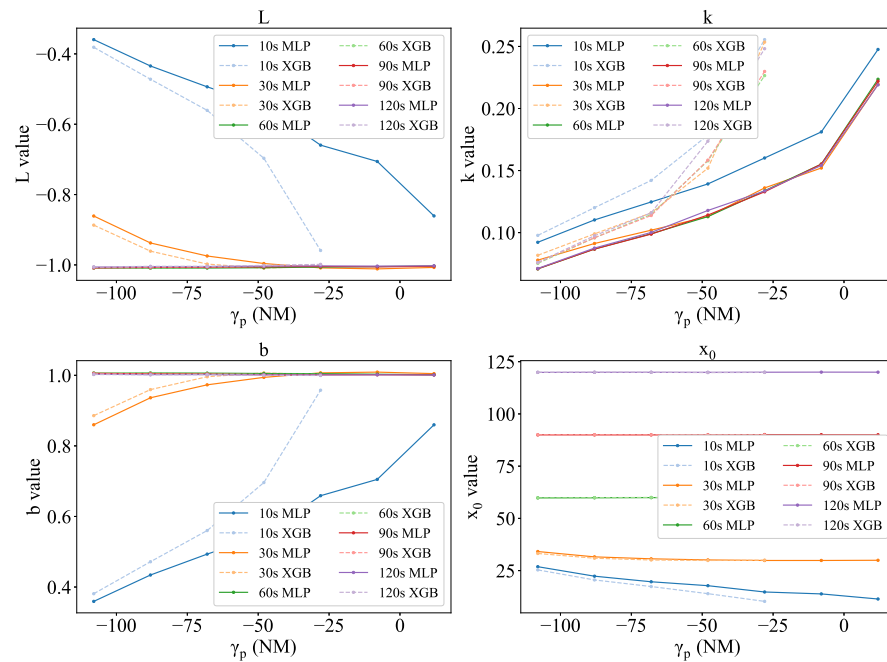 L
−0.4
−0.6
−0.8
−1.0
L value
−100 −75 −50 −25 0
γp (NM)
10s MLP 60s XGB
10s XGB 90s MLP
30s MLP 90s XGB
30s XGB 120s MLP
60s MLP 120s XGB
k
0.25
0.20
0.15
0.10
k value
−100 −75 −50 −25 0
γp (NM)
10s MLP 60s XGB
10s XGB 90s MLP
30s MLP 90s XGB
30s XGB 120s MLP
60s MLP 120s XGB
b
1.0
0.8
0.6
0.4
b value
−100 −75 −50 −25 0
γp (NM)
10s MLP 60s XGB
10s XGB 90s MLP
30s MLP 90s XGB
30s XGB 120s MLP
60s MLP 120s XGB
x0
125
100
75
50
25
x0 value
−100 −75 −50 −25 0
γp (NM)
10s MLP 60s XGB
10s XGB 90s MLP
30s MLP 90s XGB
30s XGB 120s MLP
60s MLP 120s XGB